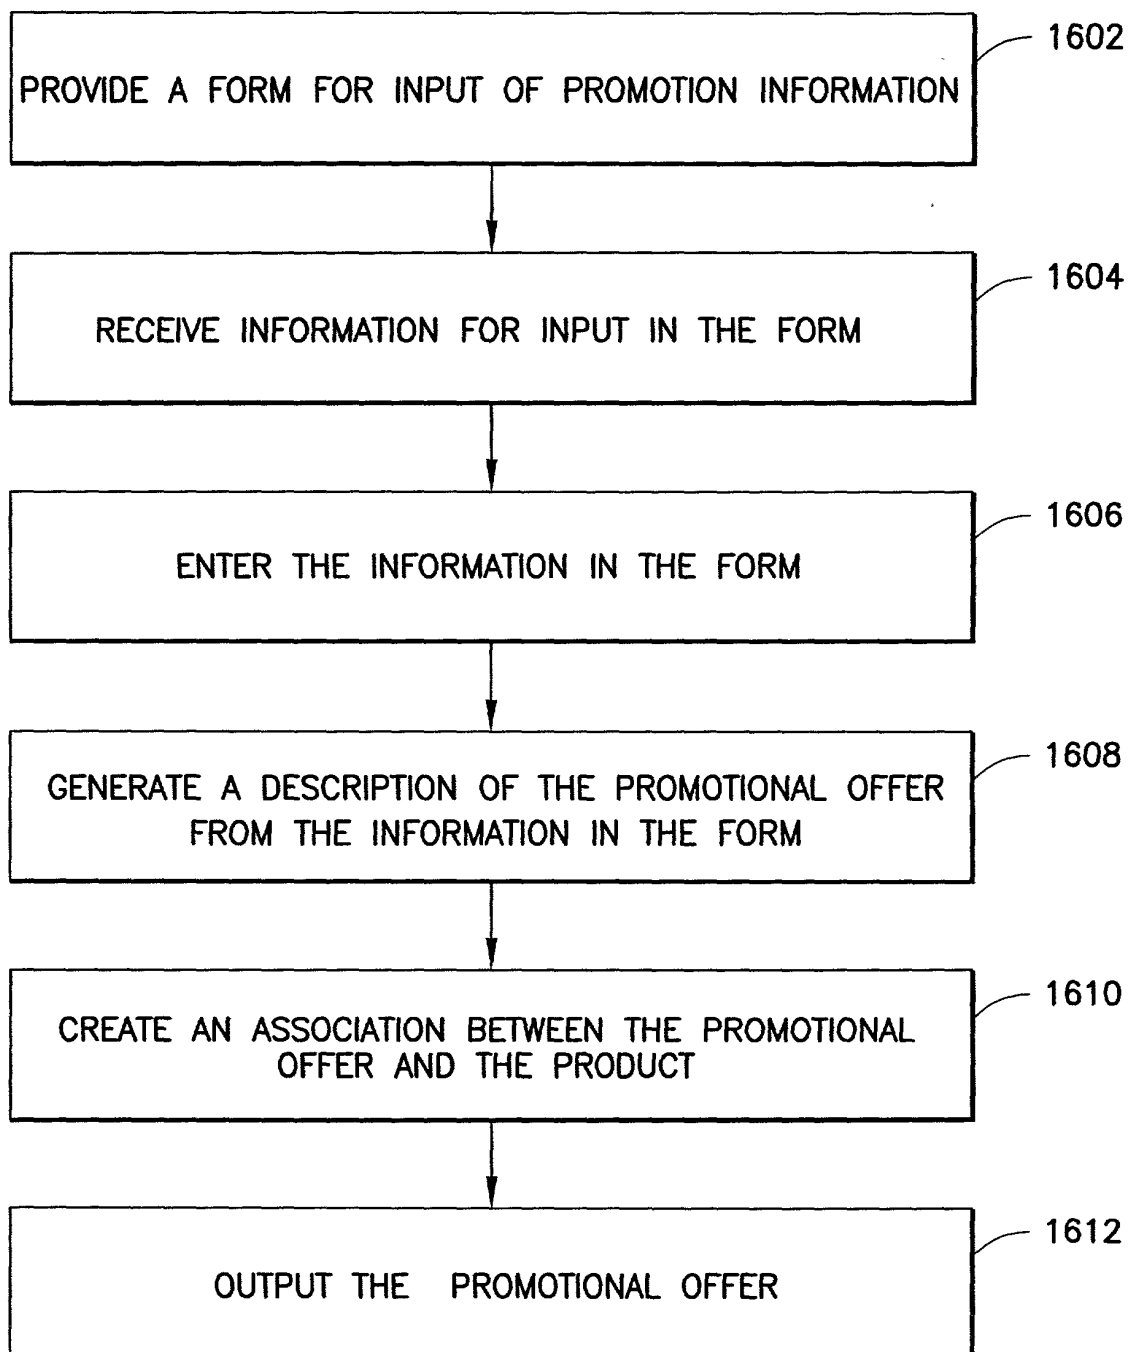 1602
PROVIDE A FORM FOR INPUT OF PROMOTION INFORMATION
1604
RECEIVE INFORMATION FOR INPUT IN THE FORM
1606
ENTER THE INFORMATION IN THE FORM
1608
GENERATE A DESCRIPTION OF THE PROMOTIONAL OFFER
FROM THE INFORMATION IN THE FORM
1610
CREATE AN ASSOCIATION BETWEEN THE PROMOTIONAL
OFFER AND THE PRODUCT
1612
OUTPUT THE PROMOTIONAL OFFER